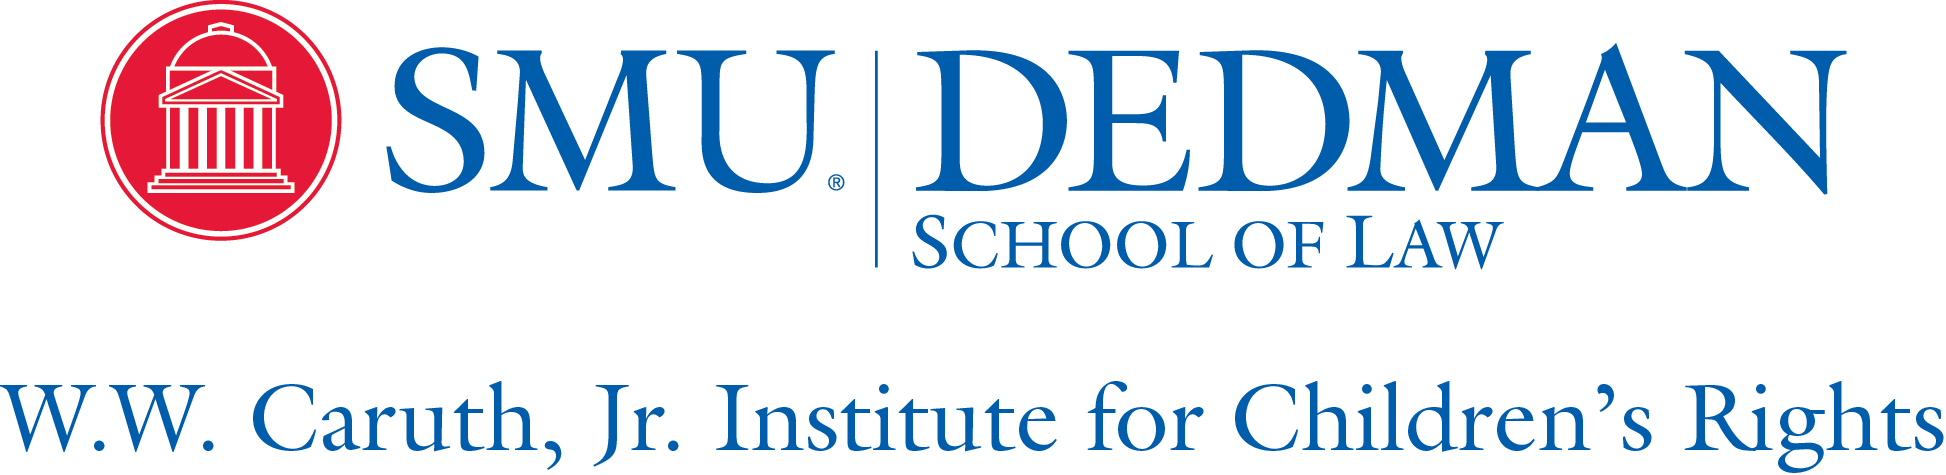 SMU® DEDMAN
SCHOOL OF LAW
W.W. Caruth, Jr. Institute for Children’s Rights